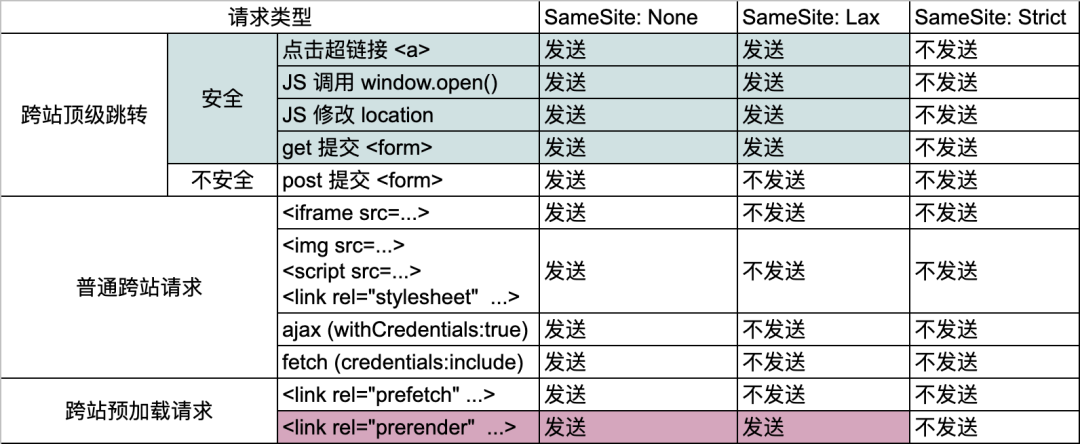 请求类型 SameSite: None SameSite: Lax SameSite: Strict
跨站顶级跳转 安全 点击超链接 <a> 发送 发送 不发送
JS 调用 window.open() 发送 发送 不发送
JS 修改 location 发送 发送 不发送
get 提交 <form> 发送 发送 不发送
不安全 post 提交 <form> 发送 不发送 不发送
普通跨站请求 <iframe src=...> 发送 不发送 不发送
<img src=...>
<script src=...> 发送 不发送 不发送
<link rel="stylesheet" ...>
ajax (withCredentials:true) 发送 不发送 不发送
fetch (credentials:include) 发送 不发送 不发送
跨站预加载请求 <link rel="prefetch" ...> 发送 不发送 不发送
<link rel="prerender" ...> 发送 发送 不发送